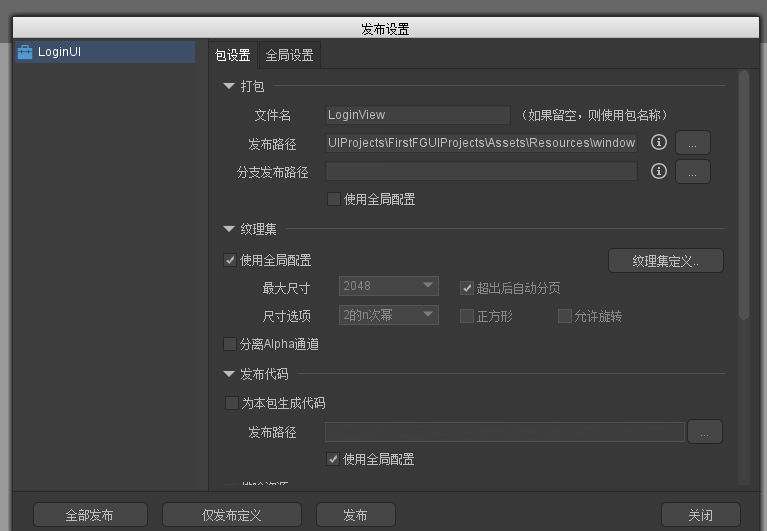 发布设置
LoginUI
包设置 全局设置
打包
文件名 LoginView （如果留空，则使用包名称）
发布路径 UIProjects\FirstFGUIProjects\Assets\Resources\window ...
分支发布路径 ...
使用全局配置
纹理集
使用全局配置 纹理集定义..
最大尺寸 2048 超出后自动分页
尺寸选项 2的n次幂 正方形 允许旋转
分离Alpha通道
发布代码
为本包生成代码
发布路径 ...
使用全局配置
全部发布 仅发布定义 发布 关闭